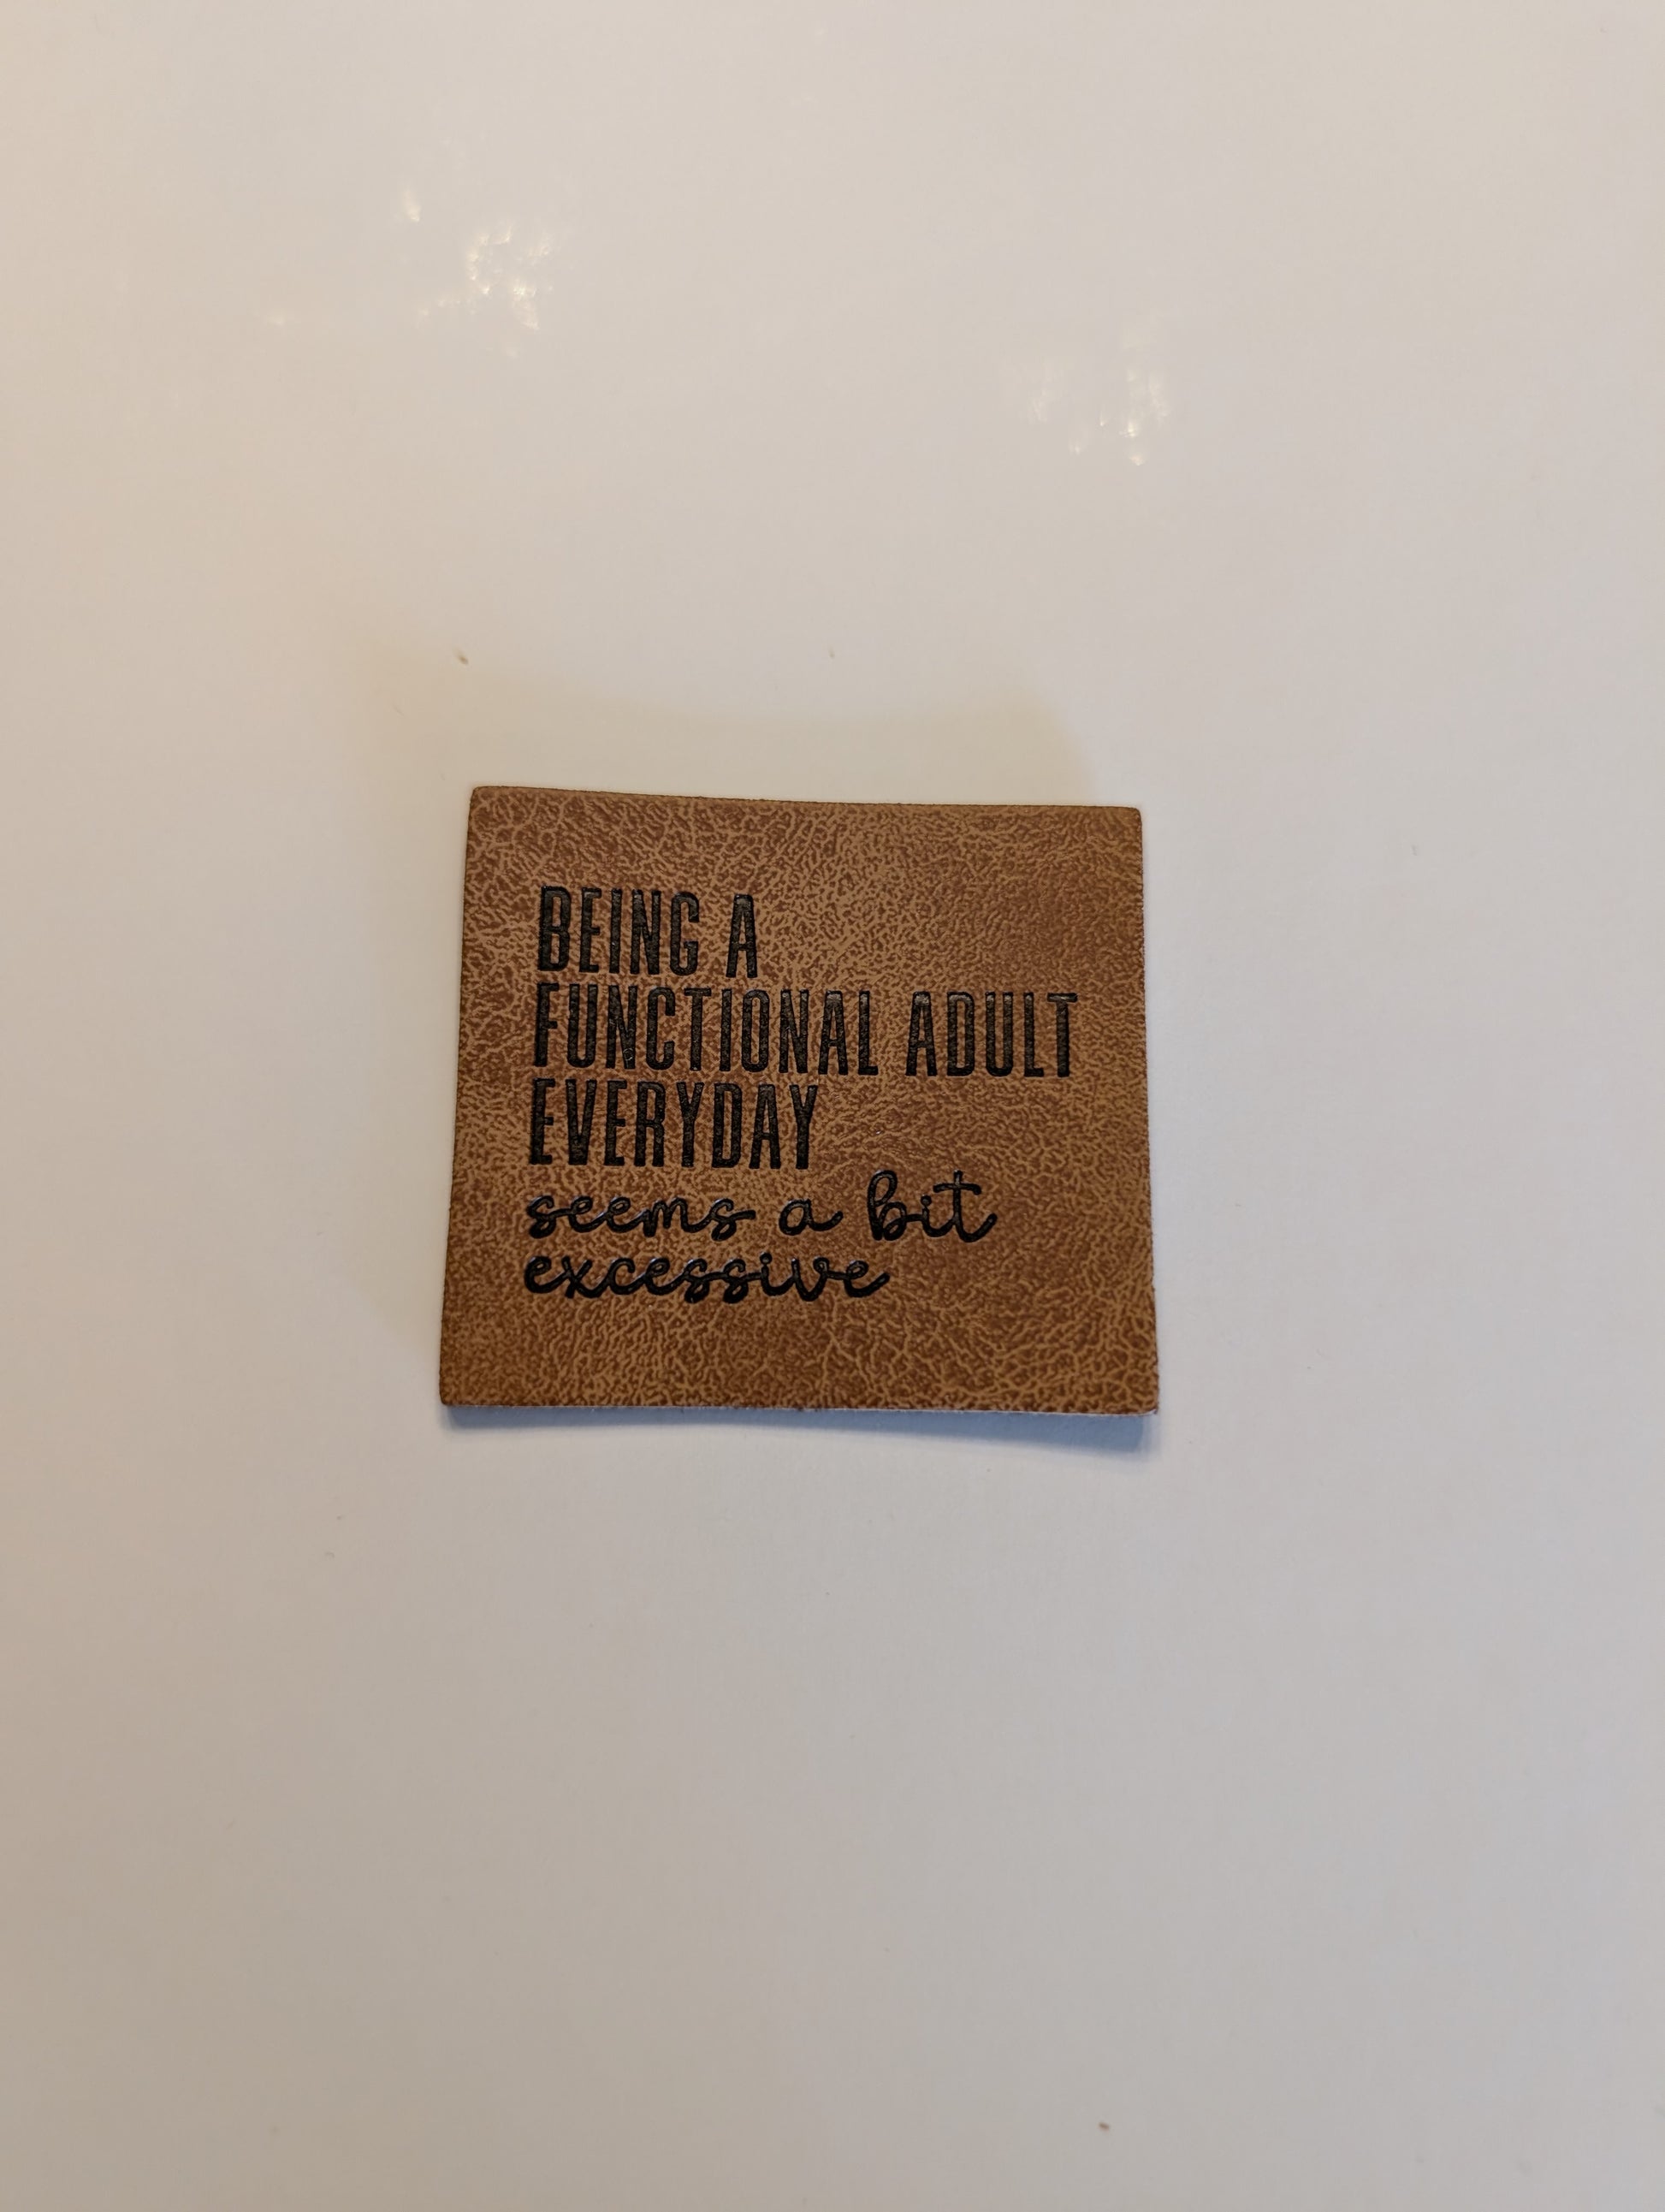 BEING A
FUNCTIONAL ADULT
EVERYDAY
seems a bit
excessive